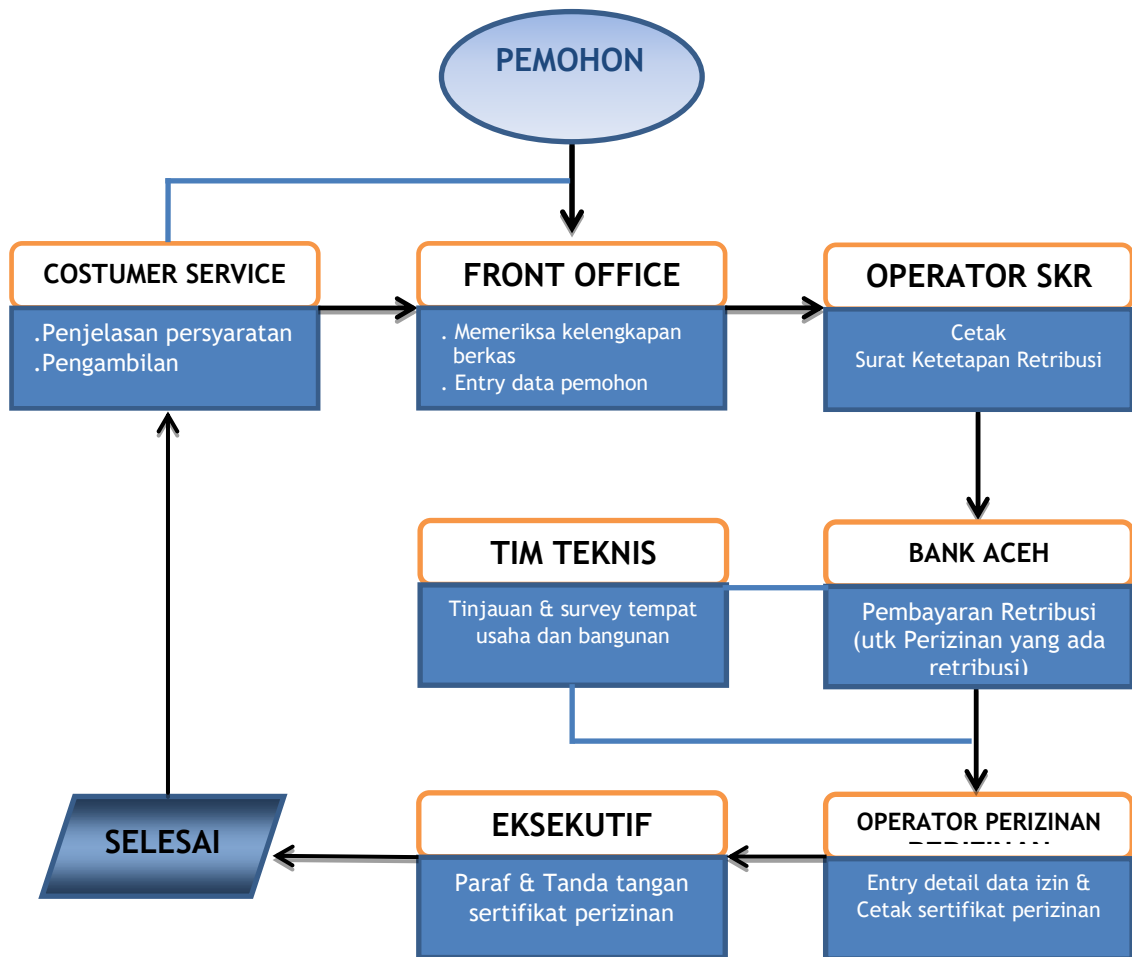 PEMOHON
COSTUMER SERVICE
.Penjelasan persyaratan
.Pengambilan
FRONT OFFICE
. Memeriksa kelengkapan
berkas
. Entry data pemohon
OPERATOR SKR
Cetak
Surat Ketetapan Retribusi
TIM TEKNIS
Tinjauan & survey tempat
usaha dan bangunan
BANK ACEH
Pembayaran Retribusi
(utk Perizinan yang ada
retribusi)
SELESAI
EKSEKUTIF
Paraf & Tanda tangan
sertifikat perizinan
OPERATOR PERIZINAN
PERIZINAN
Entry detail data izin &
Cetak sertifikat perizinan